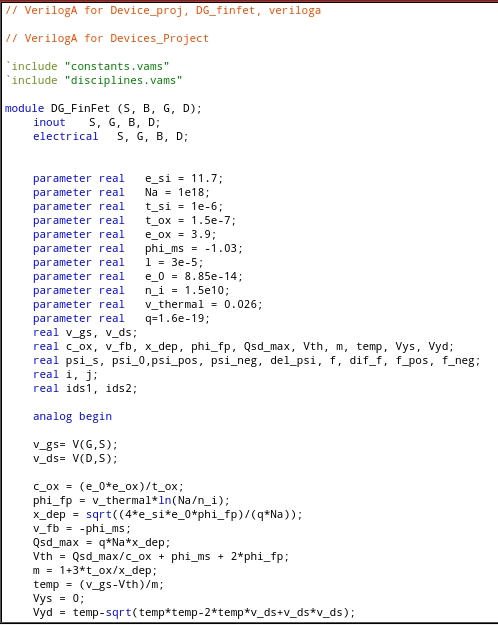 // VerilogA for Device_proj, DG_finfet, veriloga
// VerilogA for Devices_Project
`include "constants.vams"
`include "disciplines.vams"
module DG_FinFet (S, B, G, D);
inout S, G, B, D;
electrical S, G, B, D;
parameter real e_si = 11.7;
parameter real Na = 1e18;
parameter real t_si = 1e-6;
parameter real t_ox = 1.5e-7;
parameter real e_ox = 3.9;
parameter real phi_ms = -1.03;
parameter real l = 3e-5;
parameter real e_0 = 8.85e-14;
parameter real n_i = 1.5e10;
parameter real v_thermal = 0.026;
parameter real q=1.6e-19;
real v_gs, v_ds;
real c_ox, v_fb, x_dep, phi_fp, Qsd_max, Vth, m, temp, Vys, Vyd;
real psi_s, psi_0,psi_pos, psi_neg, del_psi, f, dif_f, f_pos, f_neg;
real i, j;
real ids1, ids2;
analog begin
v_gs= V(G,S);
v_ds= V(D,S);
c_ox = (e_0*e_ox)/t_ox;
phi_fp = v_thermal*ln(Na/n_i);
x_dep = sqrt((4*e_si*e_0*phi_fp)/(q*Na));
v_fb = -phi_ms;
Qsd_max = q*Na*x_dep;
Vth = Qsd_max/c_ox + phi_ms + 2*phi_fp;
m = 1+3*t_ox/x_dep;
temp = (v_gs-Vth)/m;
Vys = 0;
Vyd = temp-sqrt(temp*temp-2*temp*v_ds+v_ds*v_ds);